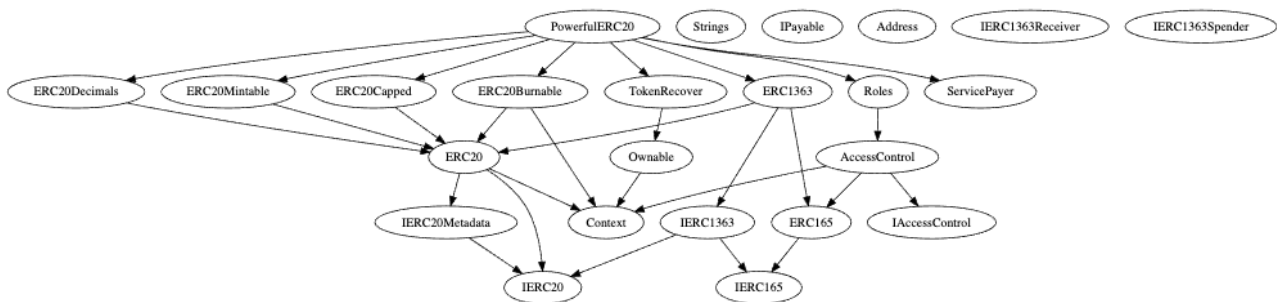 PowerfulIERC20 Strings IPayable Address IERC1363Receiver IERC1363Spender
ERC20Decimals ERC20Mintable ERC20Capped ERC20Burnable TokenRecover ERC1363 Roles ServicePayer
ERC20 Ownable AccessControl
IERC20Metadata Context IERC1363 ERC165 IAccessControl
IERC20 IERC165